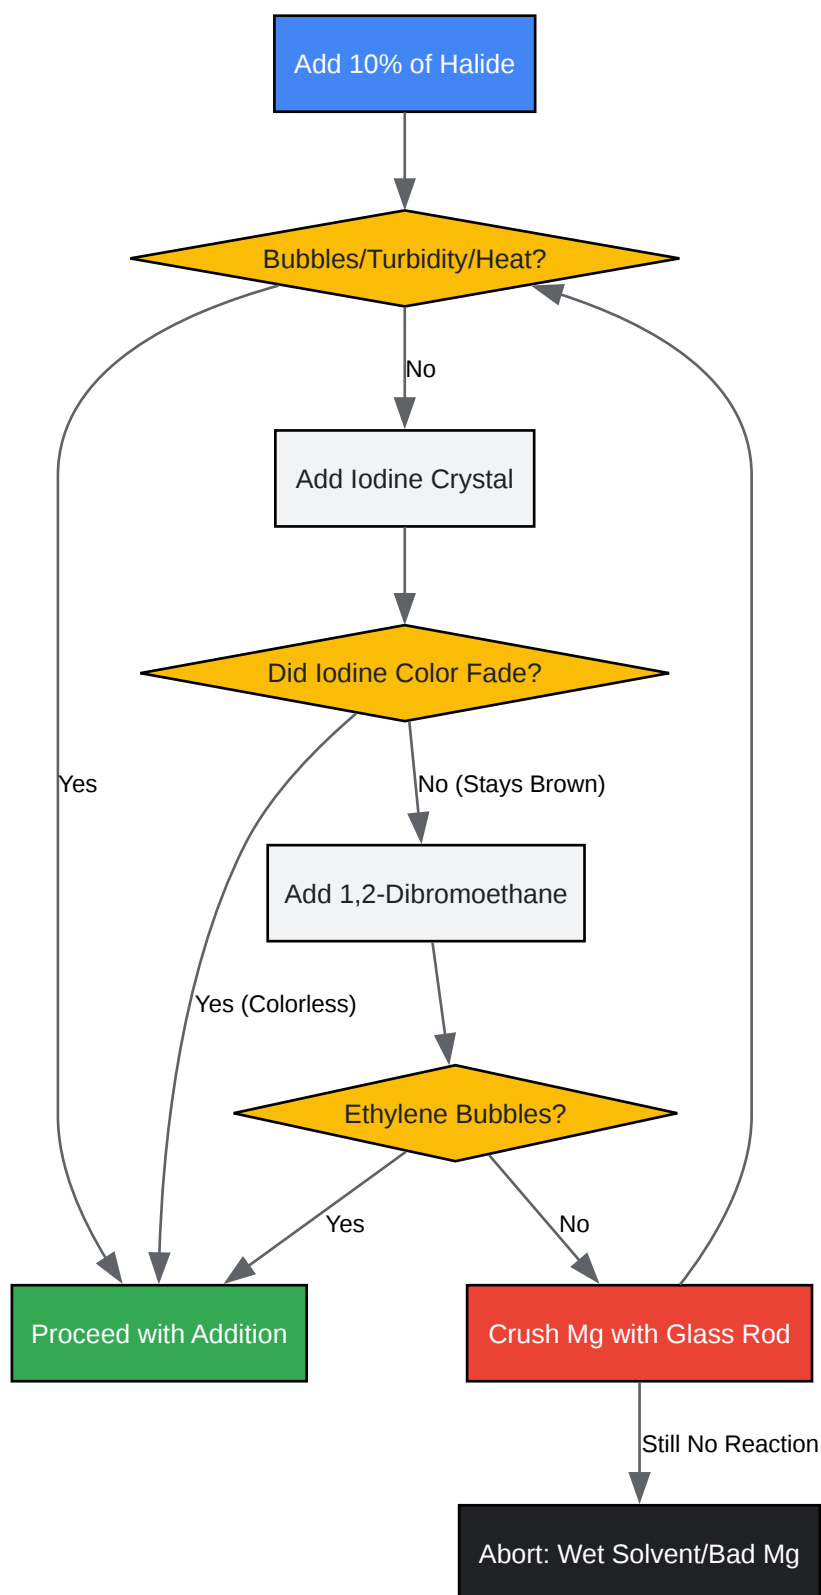 Add 10% of Halide
Bubbles/Turbidity/Heat?
No
Add Iodine Crystal
Did Iodine Color Fade?
Yes
No (Stays Brown)
Add 1,2-Dibromoethane
Yes (Colorless)
Ethylene Bubbles?
Yes
No
Proceed with Addition
Crush Mg with Glass Rod
Still No Reaction
Abort: Wet Solvent/Bad Mg